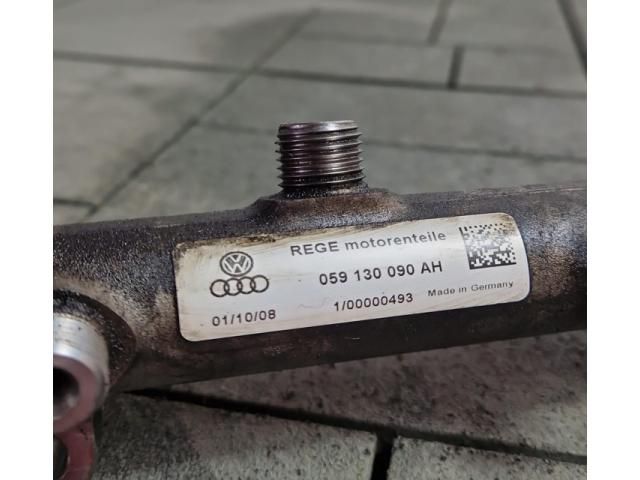 REGE motorenteile
059 130 090 AH
01/10/08 1/00000493 Made in Germany